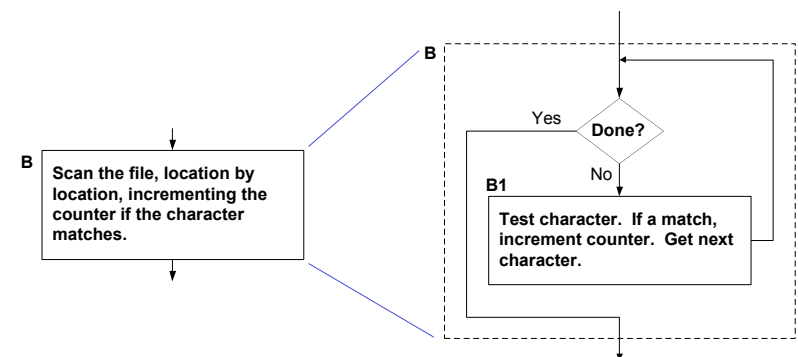 B
Scan the file, location by
location, incrementing the
counter if the character
matches.
B
Yes
Done?
No
B1
Test character.  If a match,
increment counter.  Get next
character.